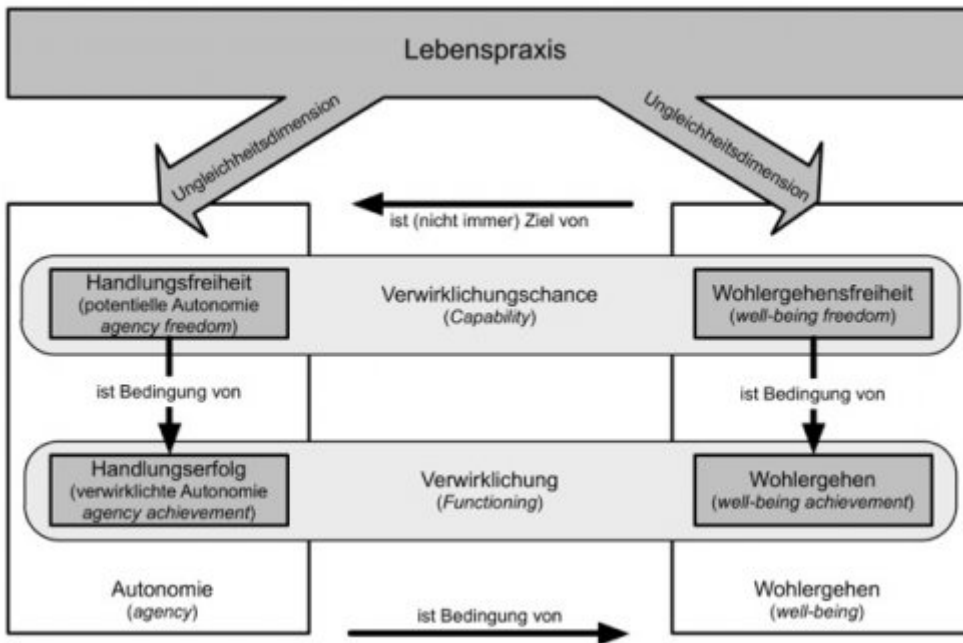 Lebenspraxis
Ungleichheitsdimension
Ungleichheitsdimension
ist (nicht immer) Ziel von
Handlungsfreiheit
(potentielle Autonomie
agency freedom)
Verwirklichungschance
(Capability)
Wohlergehensfreiheit
(well-being freedom)
ist Bedingung von
ist Bedingung von
Handlungserfolg
(verwirklichte Autonomie
agency achievement)
Verwirklichung
(Functioning)
Wohlergehen
(well-being achievement)
Autonomie
(agency)
Wohlergehen
(well-being)
ist Bedingung von